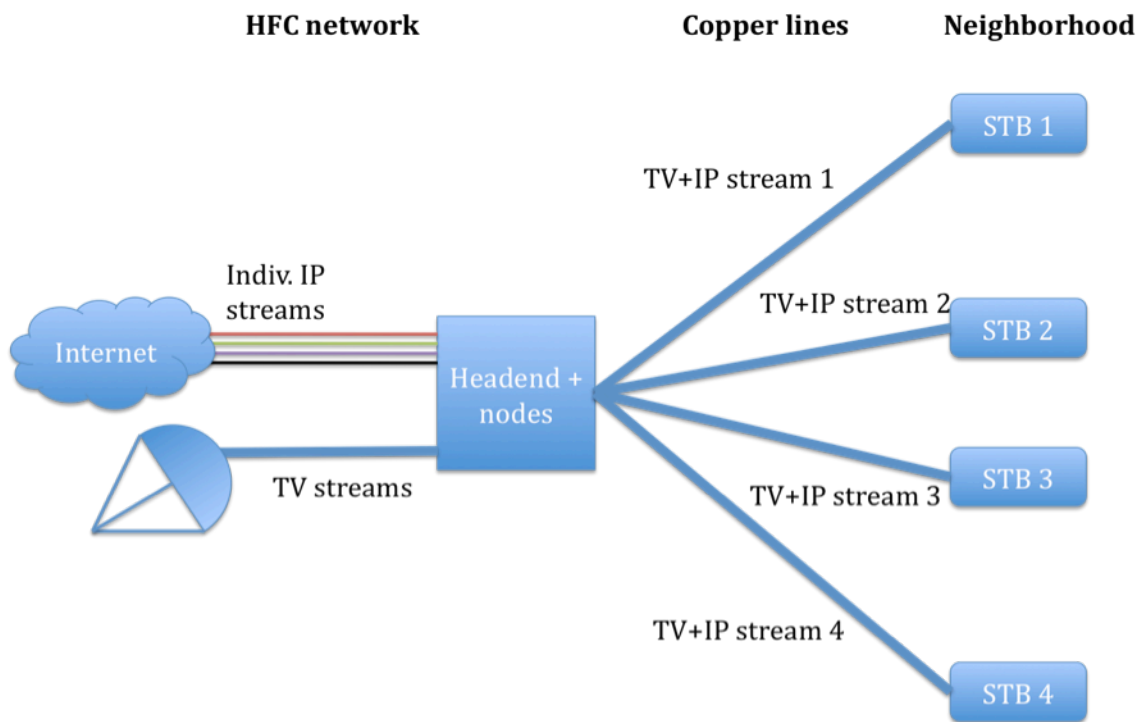 HFC network
Copper lines
Neighborhood
STB 1
TV+IP stream 1
Indiv. IP
streams
TV+IP stream 2
STB 2
Internet
Headend +
nodes
TV streams
STB 3
TV+IP stream 3
TV+IP stream 4
STB 4